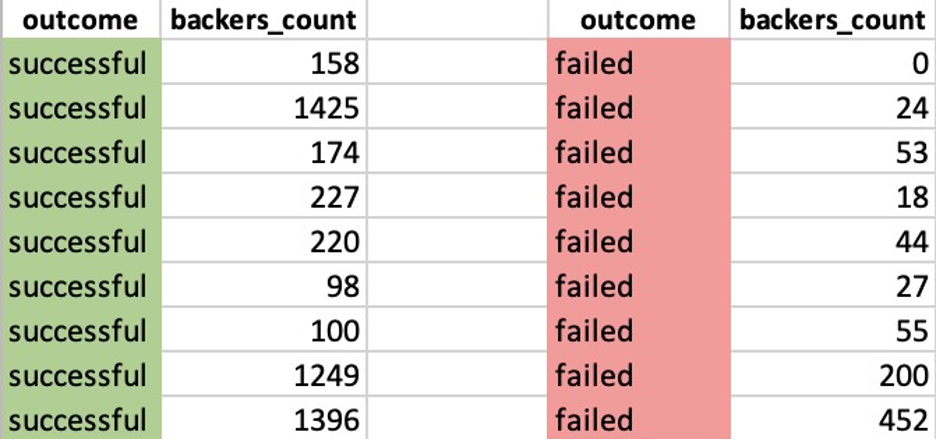 outcome backers_count outcome backers_count
successful 158 failed 0
successful 1425 failed 24
successful 174 failed 53
successful 227 failed 18
successful 220 failed 44
successful 98 failed 27
successful 100 failed 55
successful 1249 failed 200
successful 1396 failed 452